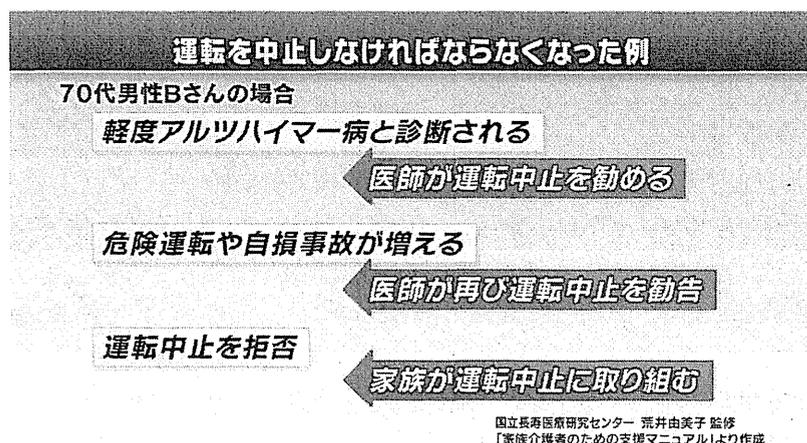 運転を中止しなければならなくなった例
70代男性Bさんの場合
軽度アルツハイマー病と診断される
医師が運転中止を勧める
危険運転や自損事故が増える
医師が再び運転中止を勧告
運転中止を拒否
家族が運転中止に取り組む
国立長寿医療研究センター 荒井由美子 監修
「家族介護者のための支援マニュアル」より作成